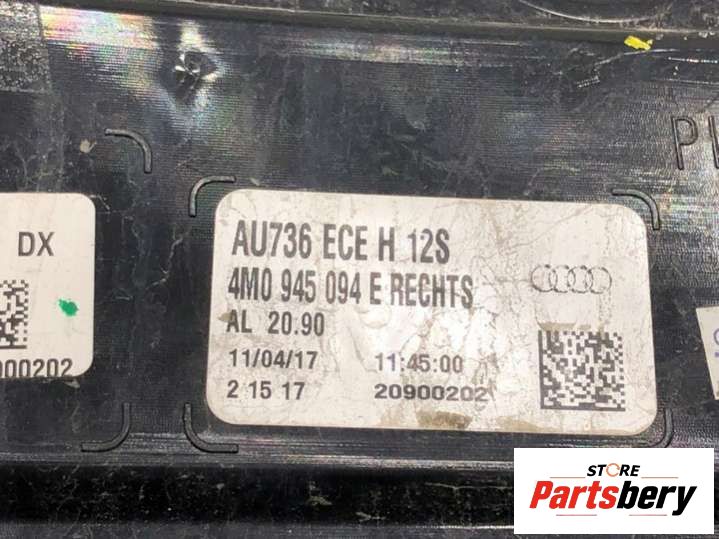 DX
000202
AU736 ECE H 12S
4M0 945 094 E RECHTS
AL 20.90
11/04/17 11:45:00
2 15 17 20900202
STORE
Partsbery